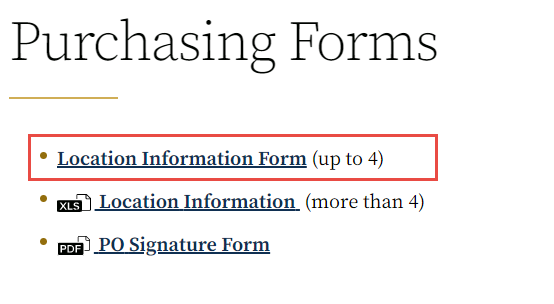 Purchasing Forms
Location Information Form (up to 4)
XLS Location Information (more than 4)
PDF PO Signature Form